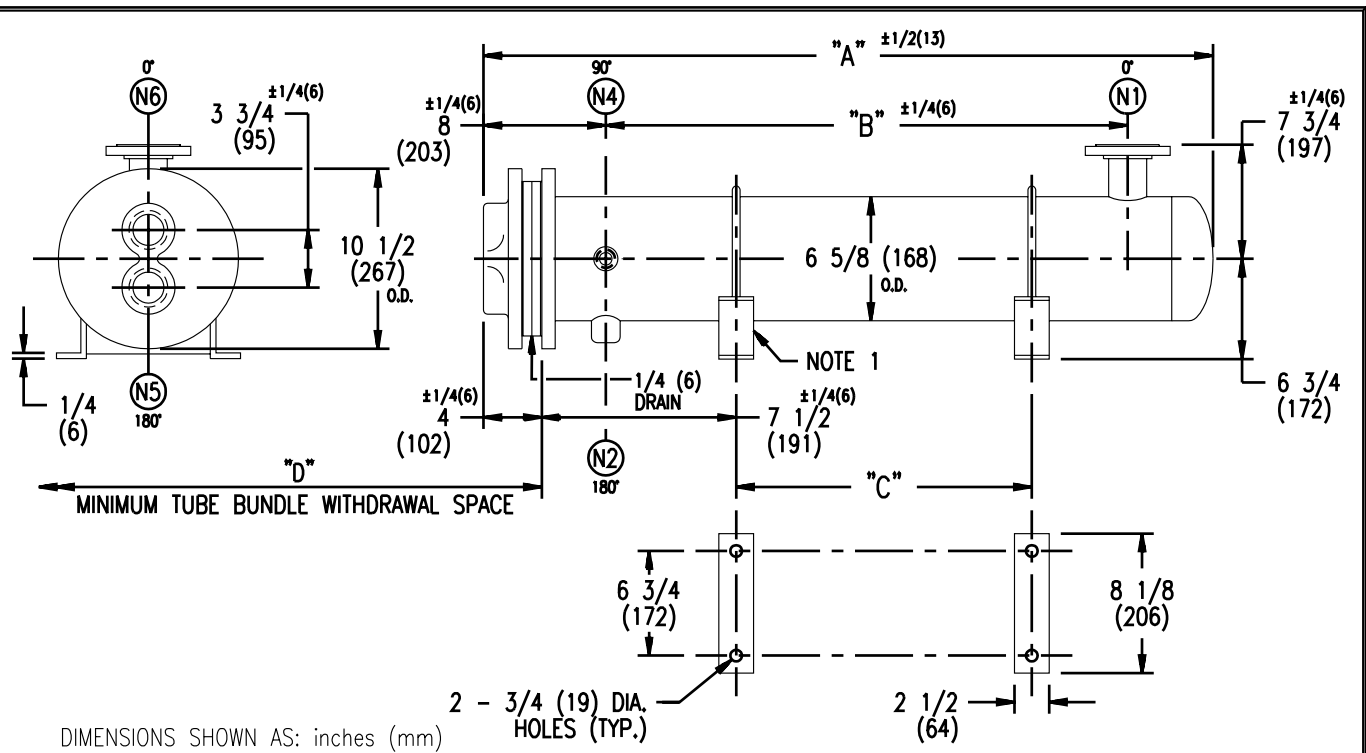 0°
N6
±1/4(6)
3 3/4
(95)
10 1/2
(267)
O.D.
1/4
(6)
N5
180°
"A" ±1/2(13)
±1/4(6)
8
(203)
90°
N4
"B" ±1/4(6)
0°
N1
±1/4(6)
7 3/4
(197)
6 5/8 (168)
O.D.
NOTE 1
6 3/4
(172)
1/4 (6)
DRAIN
±1/4(6)
4
(102)
±1/4(6)
7 1/2
(191)
N2
180°
"D"
MINIMUM TUBE BUNDLE WITHDRAWAL SPACE
"C"
6 3/4
(172)
8 1/8
(206)
2 - 3/4 (19) DIA.
HOLES (TYP.)
2 1/2
(64)
DIMENSIONS SHOWN AS: inches (mm)